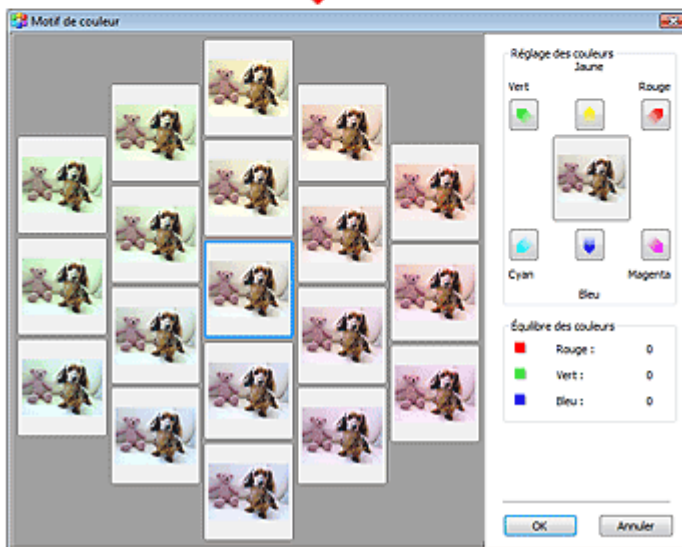 Motif de couleur
Réglage des couleurs
Jaune
Vert
Rouge
Cyan
Magenta
Bleu
Équilibre des couleurs
Rouge : 0
Vert : 0
Bleu : 0
OK
Annuler